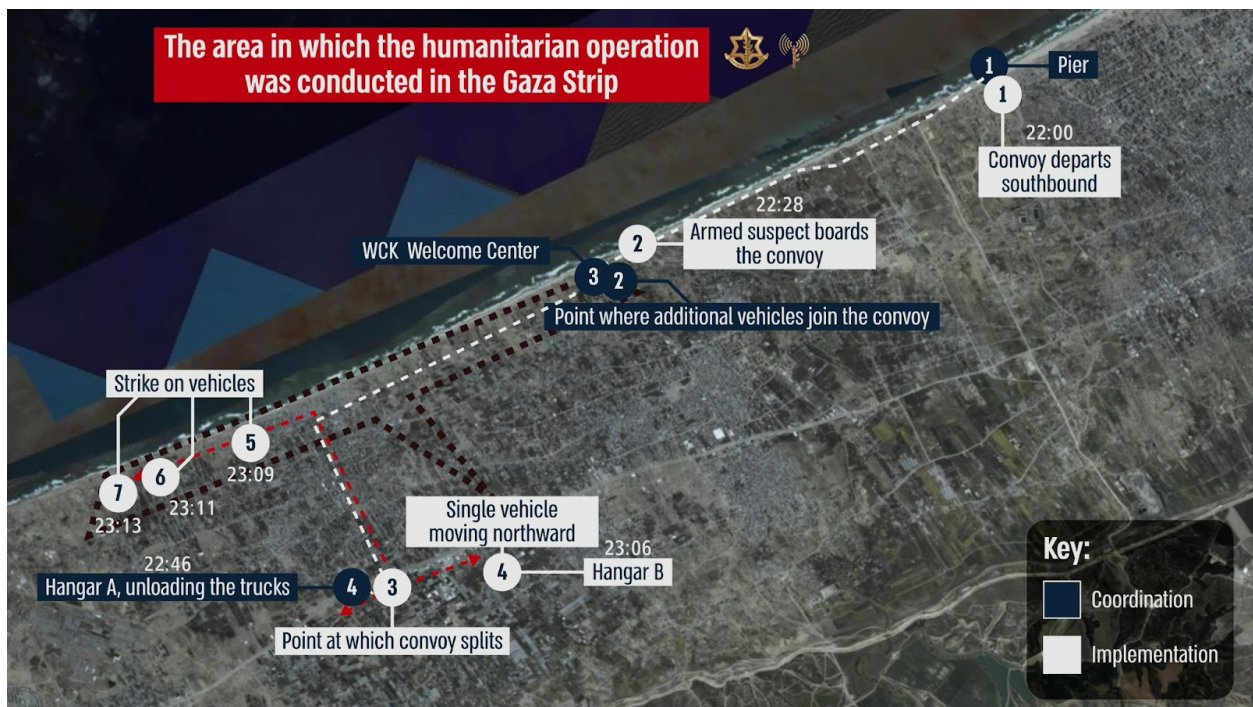 The area in which the humanitarian operation
was conducted in the Gaza Strip
1
Pier
1
22:00
Convoy departs
southbound
22:28
2
Armed suspect boards
the convoy
WCK Welcome Center
3
2
Point where additional vehicles join the convoy
Strike on vehicles
5
23:09
6
23:11
7
23:13
Single vehicle
moving northward
4
23:06
Hangar B
22:46
Hangar A, unloading the trucks
4
3
Point at which convoy splits
Key:
Coordination
Implementation